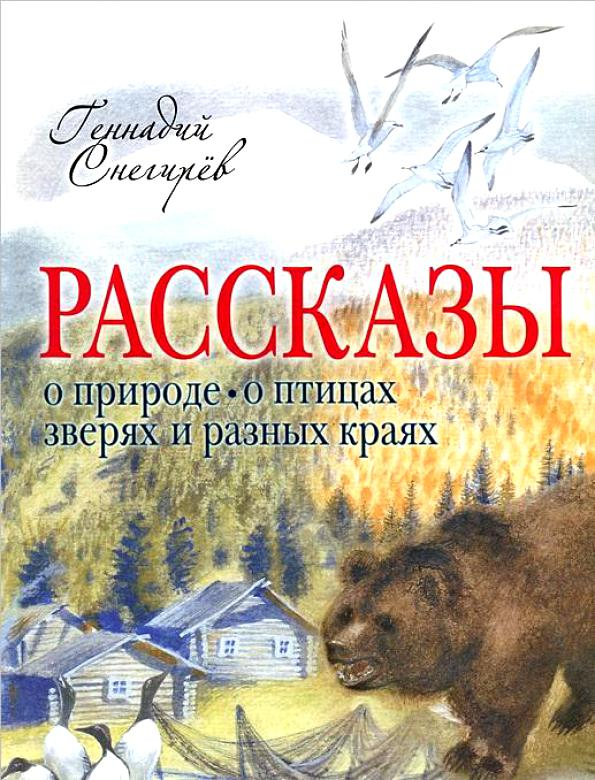 Геннадий
Снегирёв
РАССКАЗЫ
о природе • о птицах
зверях и разных краях